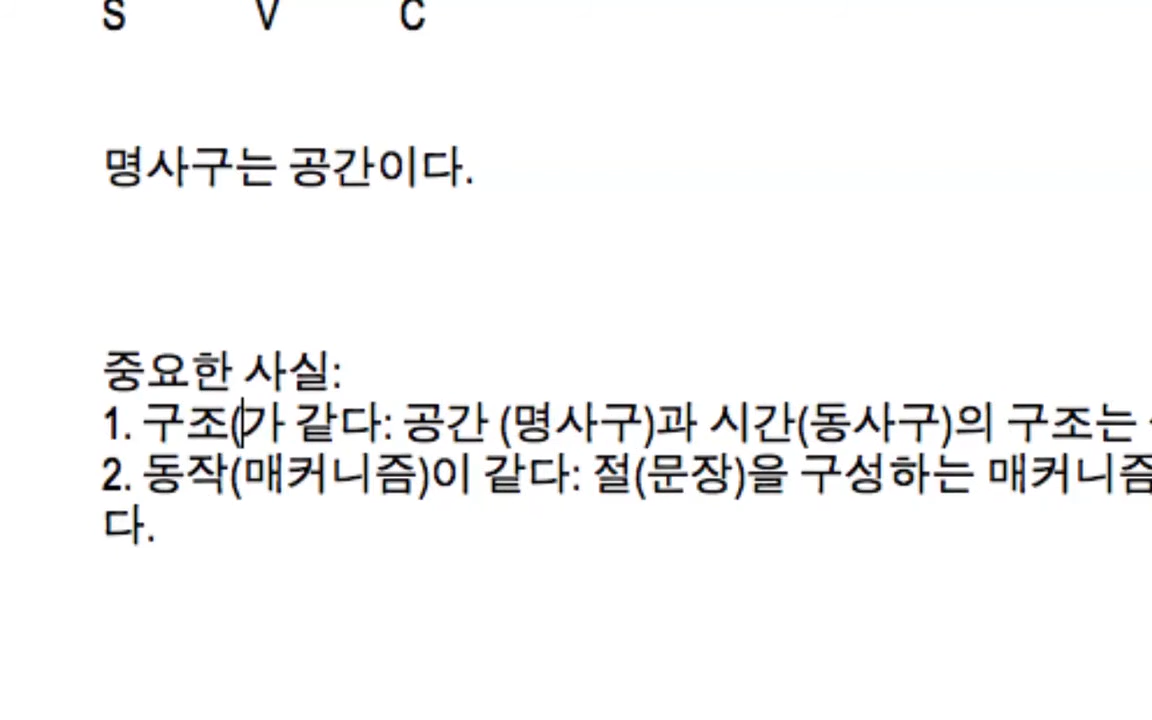 S V C
명사구는 공간이다.
중요한 사실:
1. 구조(가 같다: 공간 (명사구)과 시간(동사구)의 구조는
2. 동작(매커니즘)이 같다: 절(문장)을 구성하는 매커니즘
다.